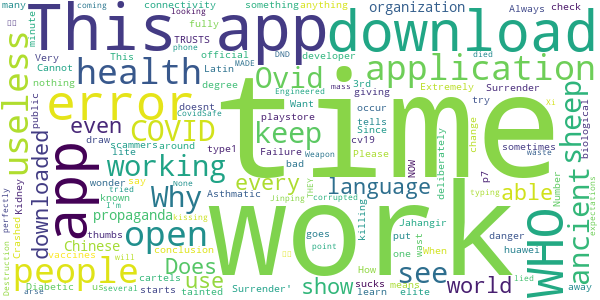 many
coming
connectivity
something
organization
Always
check
looking
anything
This app
download
minute
fully
TRUSTS
official
developer
Very
This
phone
DND
died
Cannot
nothing
health
Latin
MADE
Ovid
application
useless
error
degree
Engineered
Want
mass
3rd
giving
Extremely
Surrender
public
even
COVID
doesnt
playstore
occur
try
CovidSafe
tells
Since
keep
time
downloaded
draw
scammers
around
type1
Failure
cv19
Please
NOW
deliberately
change
sometimes
Xi
biological
ancient
sheep
lite
working
bad
Weapon
waste
app
Kidney
wonder
say
None
tried
Asthmatic
every
language
able
Crashed
known
I'm
corrupted
THEY
p7
Number
expectations
Why
propaganda
thumbs
Chinese
kissing
typing
Jahangir
danger
huawei
WHO
perfectly
open
Does
conclusion
Jinping
killing
put
one
wast
people
vaccines
will
goes
point
show
see
world
When
lied
away
Destruction
Diabetic
US
several
use
cartels
tainted
Surrender'
How
means
arse
starts
sucks
learn
elite
work